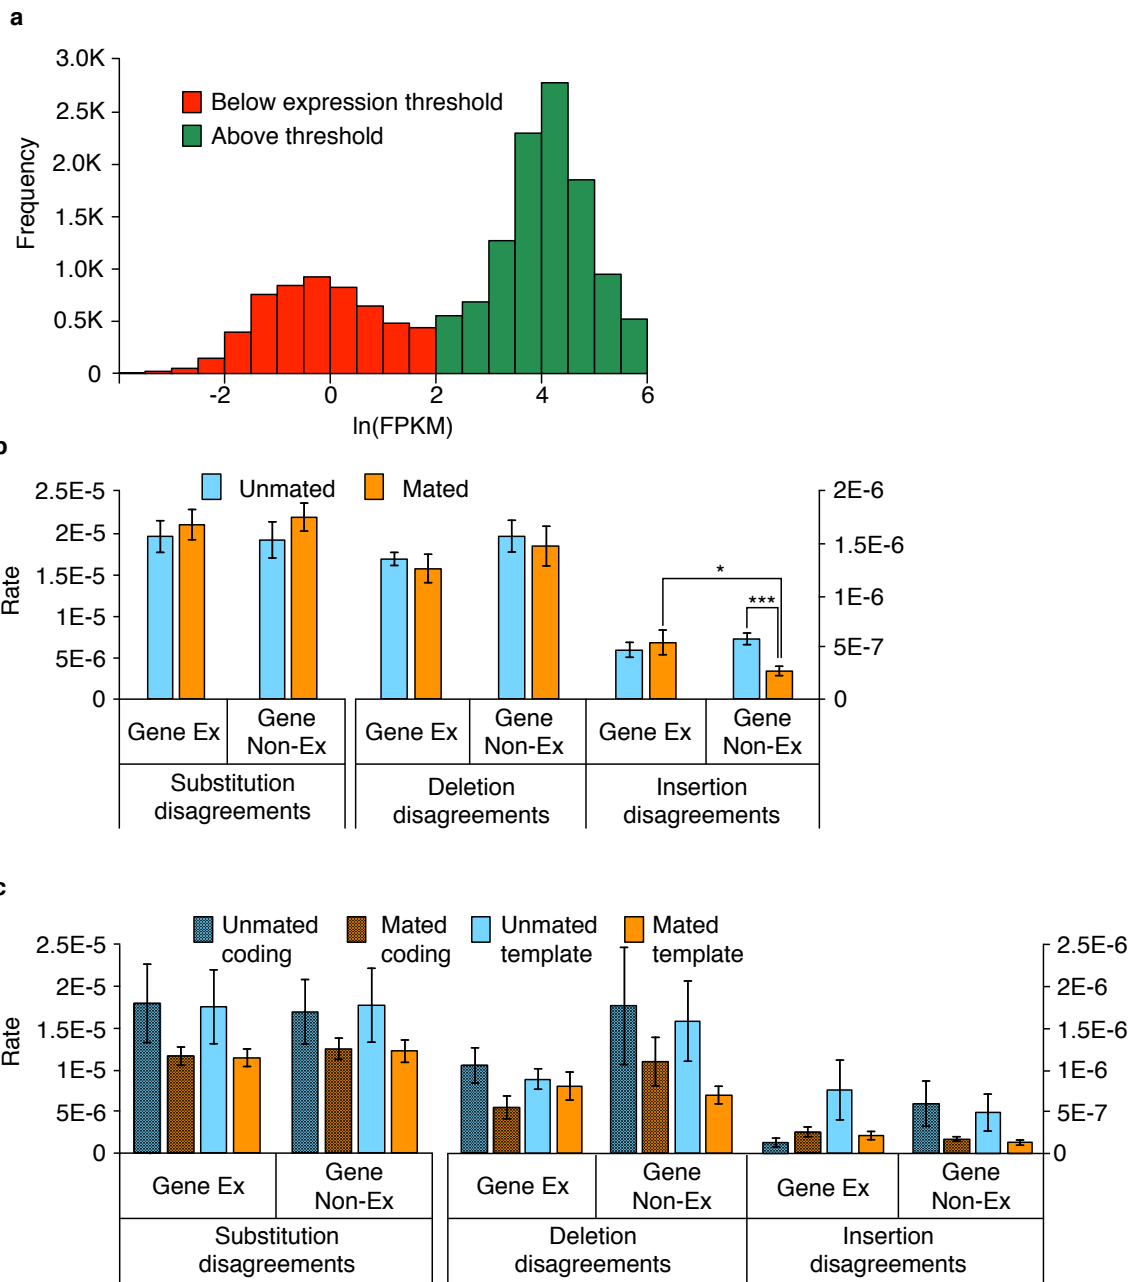 a
3.0K
2.5K
2.0K
1.5K
1.0K
0.5K
0
Frequency
Below expression threshold
Above threshold
-2 0 2 4 6
ln(FPKM)
b
Unmated Mated
2.5E-5
2E-5
1.5E-5
1E-5
5E-6
0
Rate
2E-6
1.5E-6
1E-6
5E-7
0
*
***
Gene Ex
Gene
Non-Ex
Gene Ex
Gene
Non-Ex
Gene Ex
Gene
Non-Ex
Substitution
disagreements
Deletion
disagreements
Insertion
disagreements
c
Unmated
coding
Mated
coding
Unmated
template
Mated
template
2.5E-5
2E-5
1.5E-5
1E-5
5E-6
0
Rate
2.5E-6
2E-6
1.5E-6
1E-6
5E-7
0
Gene Ex
Gene
Non-Ex
Gene Ex
Gene
Non-Ex
Gene Ex
Gene
Non-Ex
Substitution
disagreements
Deletion
disagreements
Insertion
disagreements